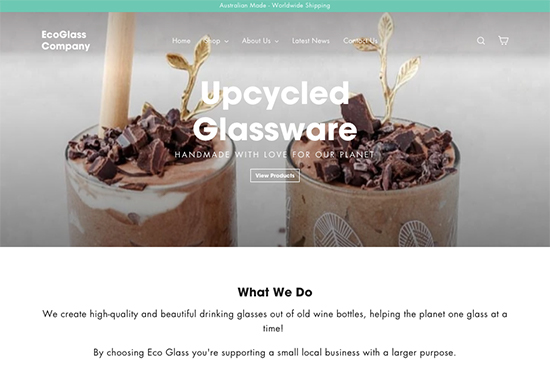 Australian Made - Worldwide Shipping
EcoGlass
Company
Home Shop About Us Latest News Contact Us
Upcycled
Glassware
HANDMADE WITH LOVE FOR OUR PLANET
View Products
What We Do
We create high-quality and beautiful drinking glasses out of old wine bottles, helping the planet one glass at a
time!
By choosing Eco Glass you're supporting a small local business with a larger purpose.